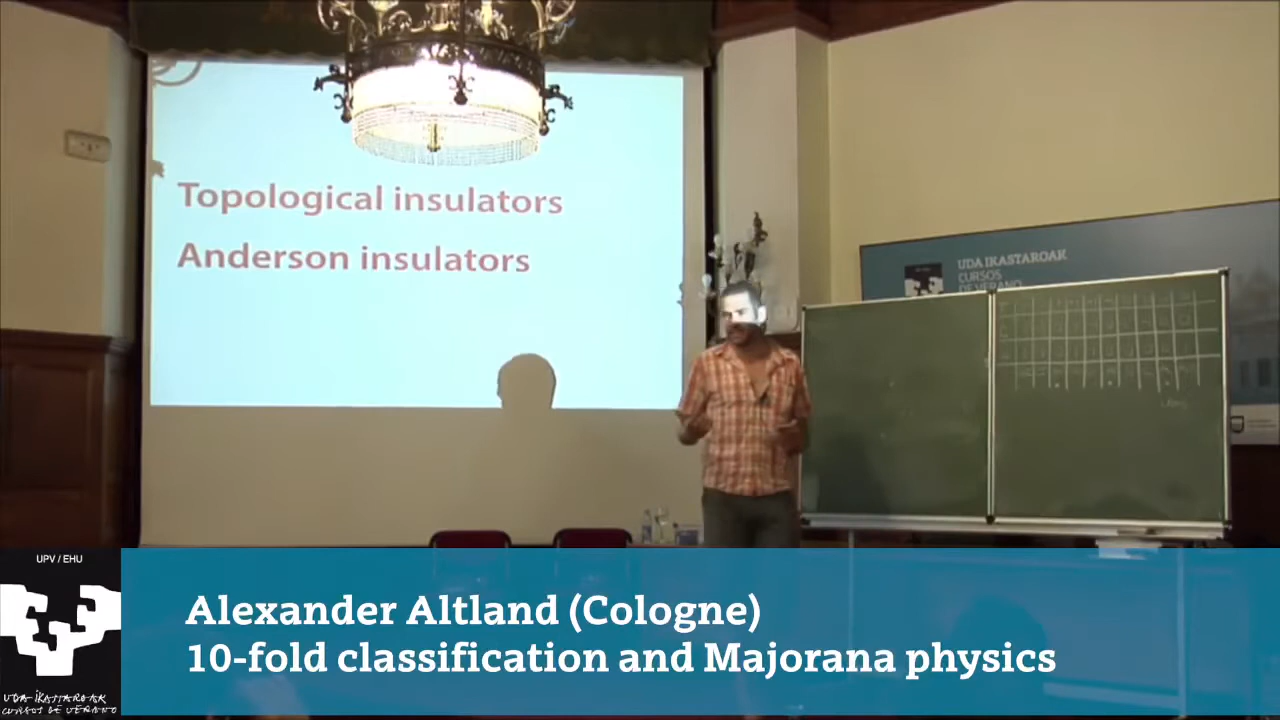 Topological insulators
Anderson insulators
UDA IKASTAROAK
CURSOS
DE VERANO
UPV / EHU
Alexander Altland (Cologne)
10-fold classification and Majorana physics
UDA IKASTAROAK
CURSOS DE VERANO